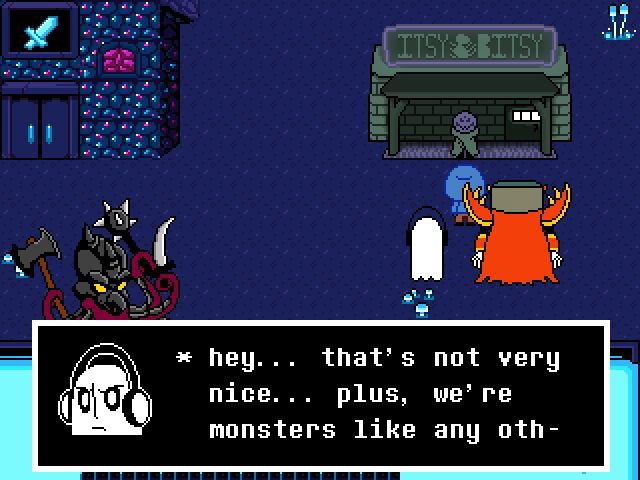 ITSY BITSY
* hey... that's not very
nice... plus, we're
monsters like any oth-